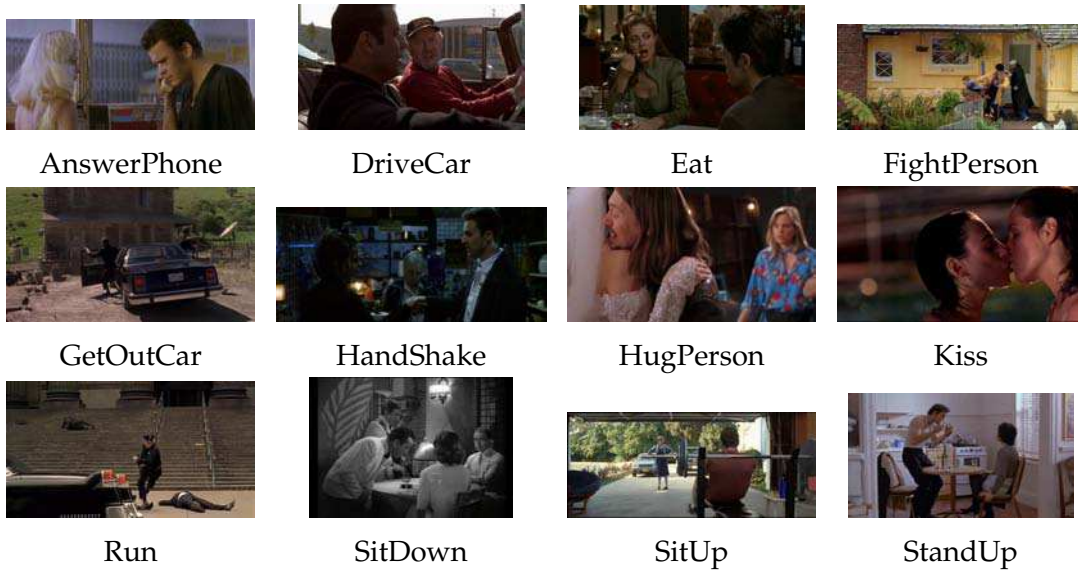 AnswerPhone DriveCar Eat FightPerson
GetOutCar HandShake HugPerson Kiss
Run SitDown SitUp StandUp